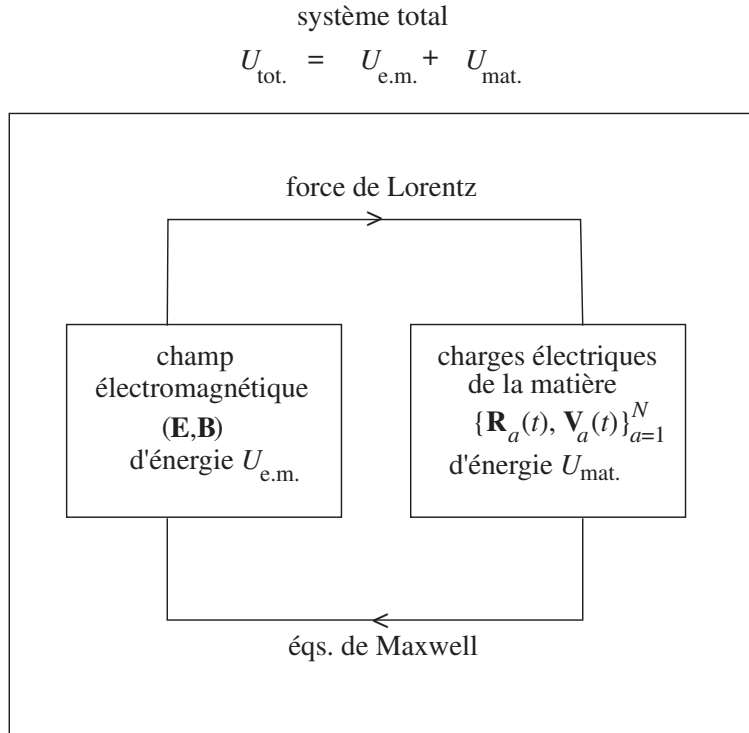 système total
U_tot. = U_e.m. + U_mat.
force de Lorentz
champ
électromagnétique
(E,B)
d'énergie U_e.m.
charges électriques
de la matière
{R_a(t), V_a(t)}_{a=1}^N
d'énergie U_mat.
éqs. de Maxwell